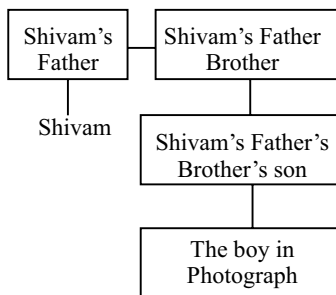 Shivam’s
Father
Shivam’s Father
Brother
Shivam
Shivam’s Father’s
Brother’s son
The boy in
Photograph